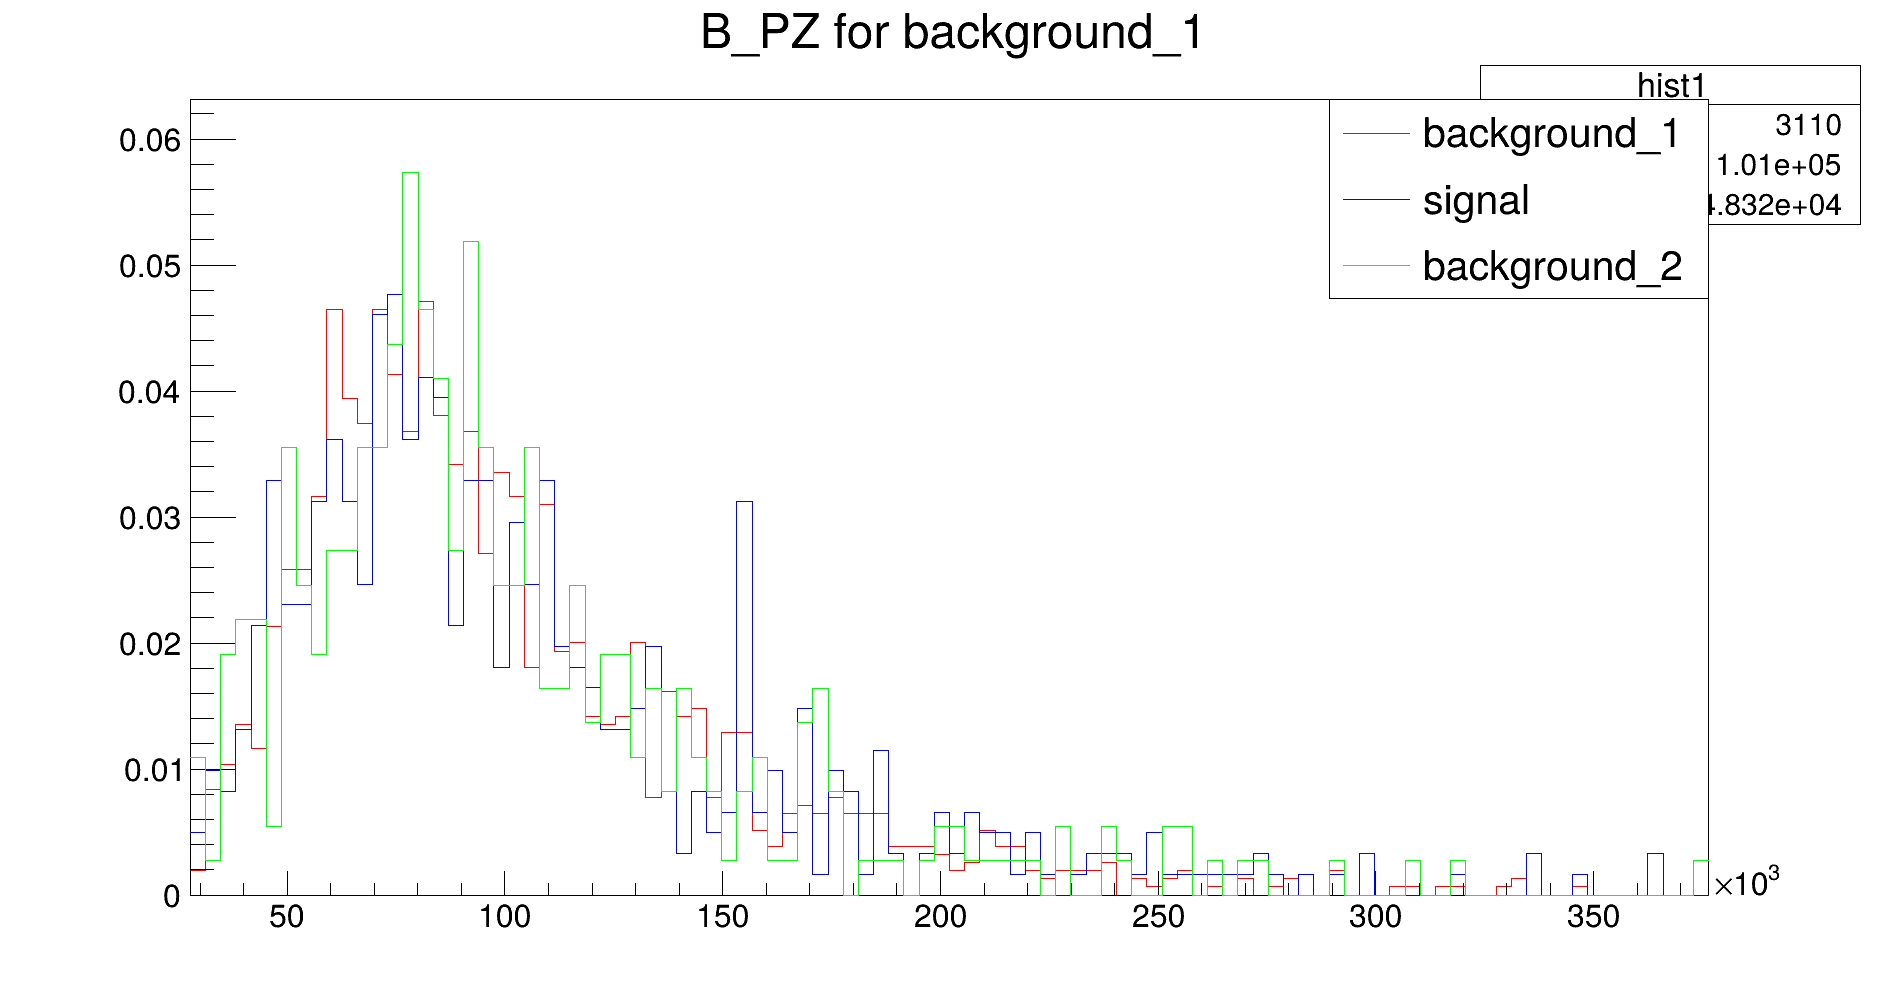 B_PZ for background_1
hist1
3110
1.01e+05
4.832e+04
background_1
signal
background_2
0.06
0.05
0.04
0.03
0.02
0.01
0
50 100 150 200 250 300 350
×10³